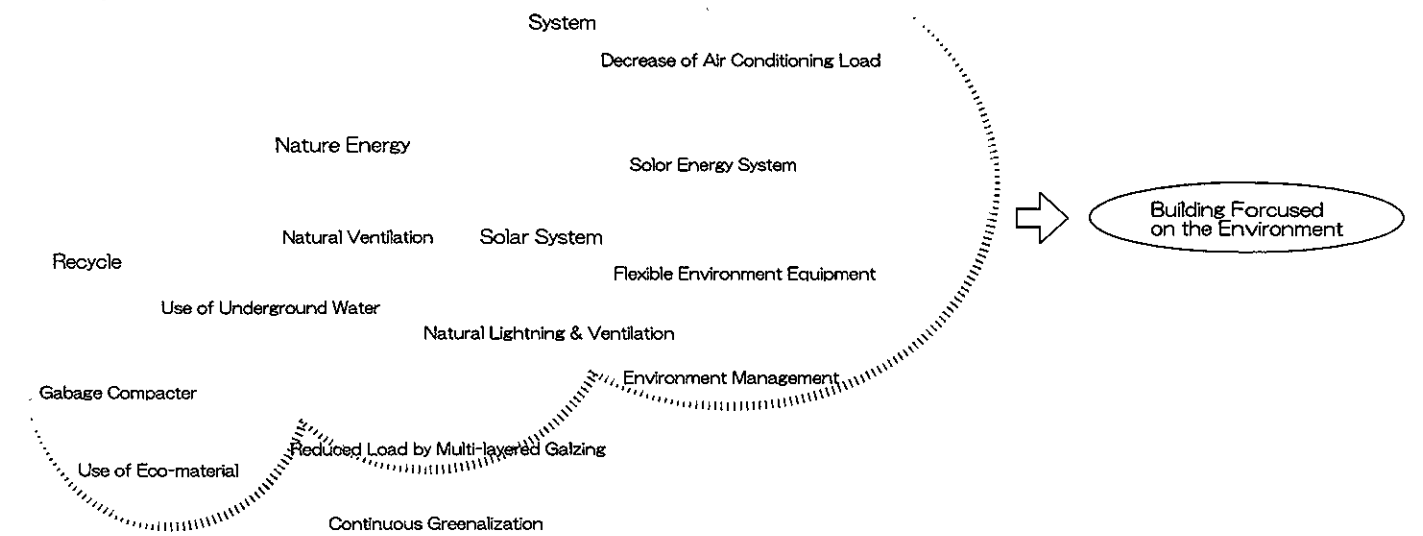 System
Decrease of Air Conditioning Load
Nature Energy
Solor Energy System
Building Forcused
on the Environment
Natural Ventilation
Solar System
Recycle
Flexible Environment Equipment
Use of Underground Water
Natural Lightning & Ventilation
Environment Management
Gabage Compacter
Reduced Load by Multi-layered Galzing
Use of Eco-material
Continuous Greenalization